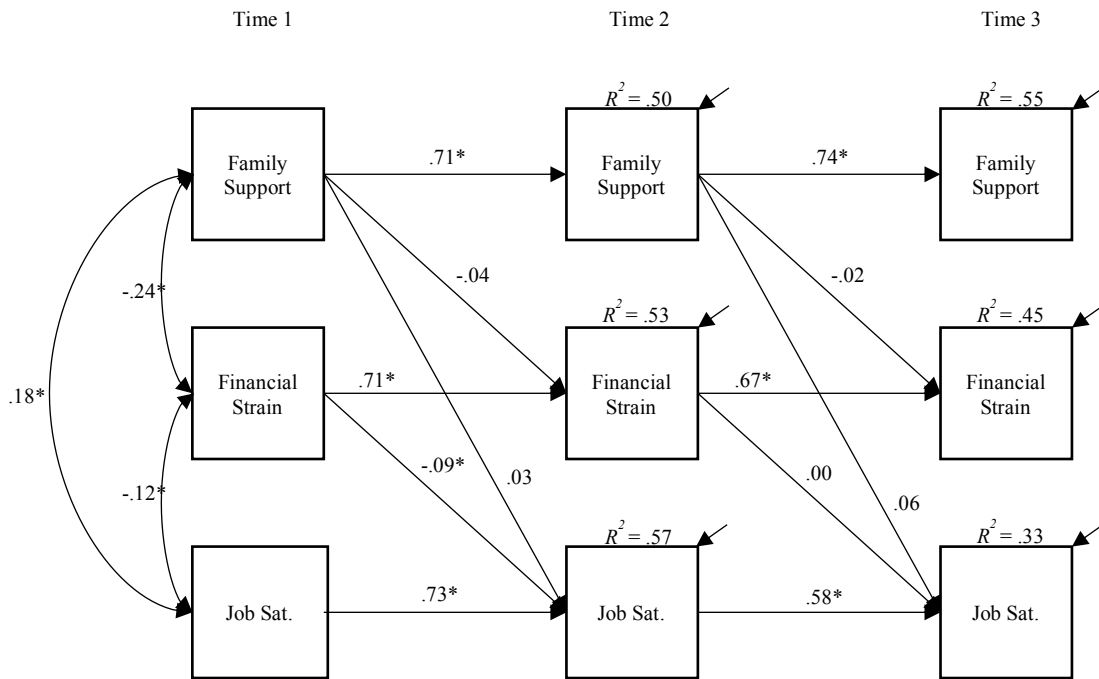 Time 1
Time 2
Time 3
R² = .50
R² = .55
Family
Support
.71*
Family
Support
.74*
Family
Support
-.24*
-.04
-.02
R² = .53
R² = .45
.18*
Financial
Strain
.71*
Financial
Strain
.67*
Financial
Strain
-.12*
-.09*
.03
.00
.06
R² = .57
R² = .33
Job Sat.
.73*
Job Sat.
.58*
Job Sat.